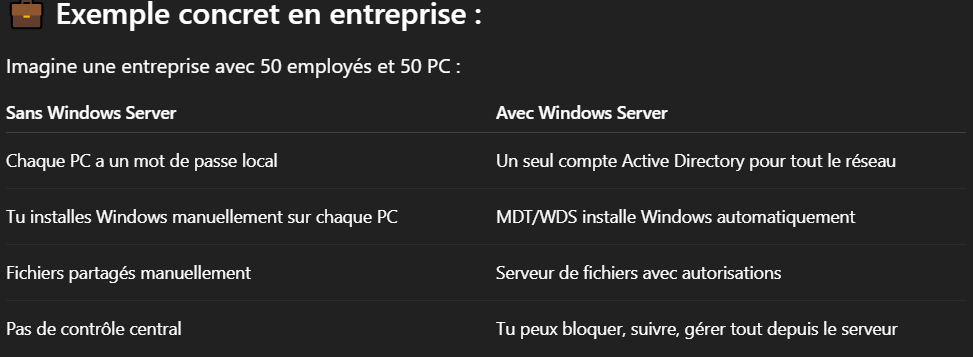 Exemple concret en entreprise :
Imagine une entreprise avec 50 employés et 50 PC :
Sans Windows Server Avec Windows Server
Chaque PC a un mot de passe local Un seul compte Active Directory pour tout le réseau
Tu installes Windows manuellement sur chaque PC MDT/WDS installe Windows automatiquement
Fichiers partagés manuellement Serveur de fichiers avec autorisations
Pas de contrôle central Tu peux bloquer, suivre, gérer tout depuis le serveur